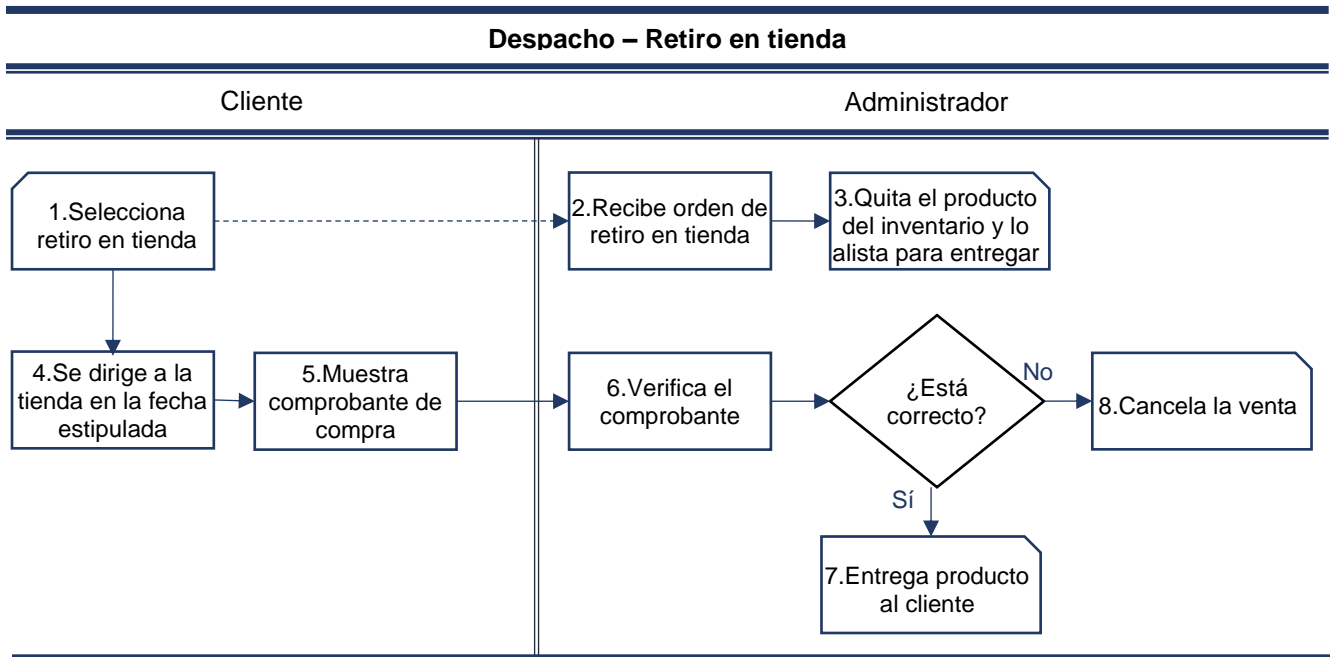 Despacho – Retiro en tienda
Cliente
Administrador
1.Selecciona
retiro en tienda
2.Recibe orden de
retiro en tienda
3.Quita el producto
del inventario y lo
alista para entregar
4.Se dirige a la
tienda en la fecha
estipulada
5.Muestra
comprobante de
compra
6.Verifica el
comprobante
¿Está
correcto?
No
8.Cancela la venta
Sí
7.Entrega producto
al cliente